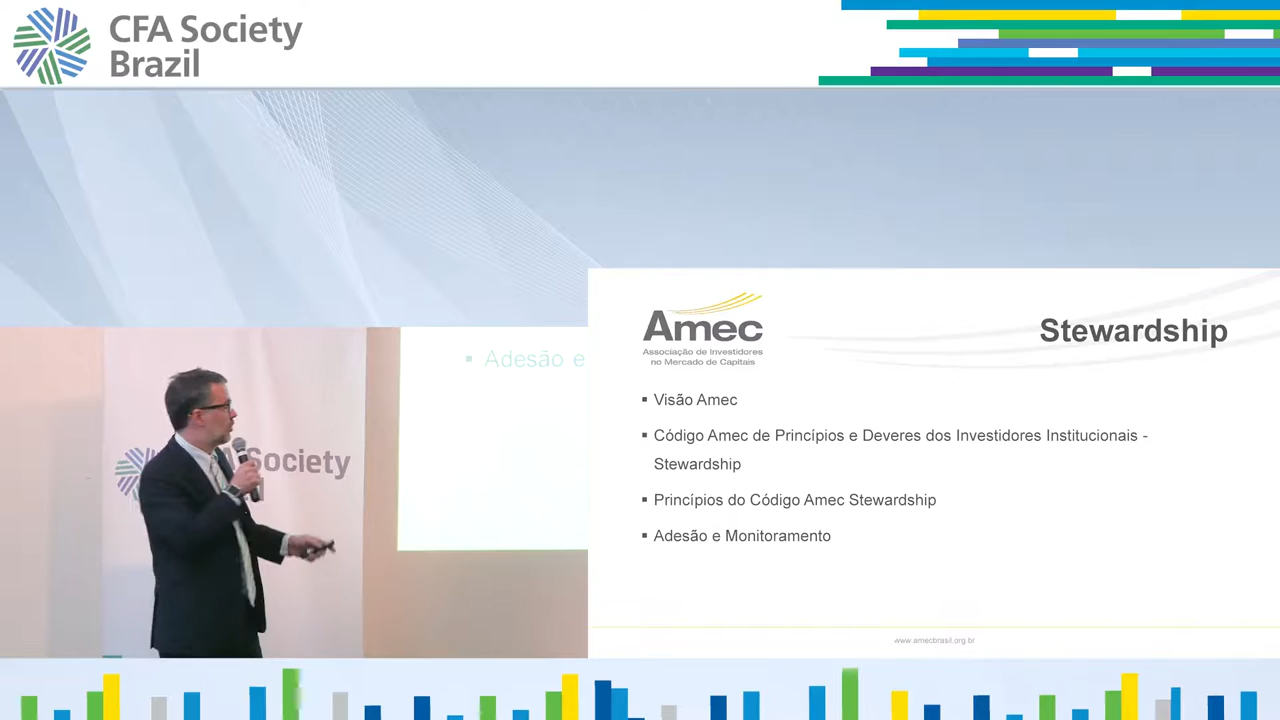 CFA Society
Brazil
Adesão e
Society
Amec
Associação de Investidores
no Mercado de Capitais
Stewardship
▪ Visão Amec
▪ Código Amec de Princípios e Deveres dos Investidores Institucionais -
Stewardship
▪ Princípios do Código Amec Stewardship
▪ Adesão e Monitoramento
www.amecbrasil.org.br